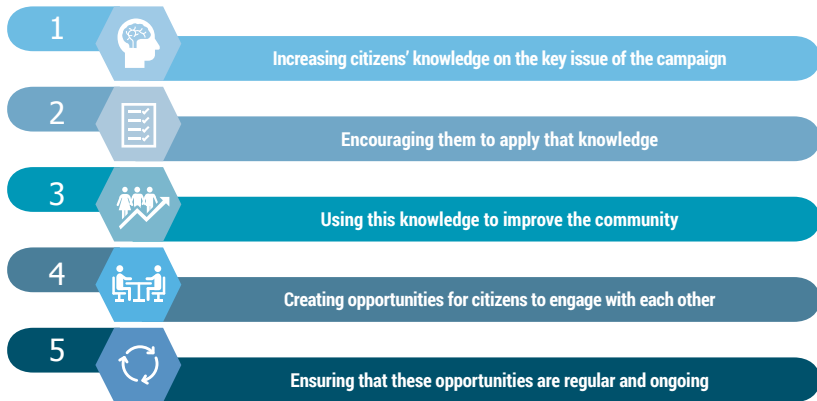 1
Increasing citizens’ knowledge on the key issue of the campaign
2
Encouraging them to apply that knowledge
3
Using this knowledge to improve the community
4
Creating opportunities for citizens to engage with each other
5
Ensuring that these opportunities are regular and ongoing